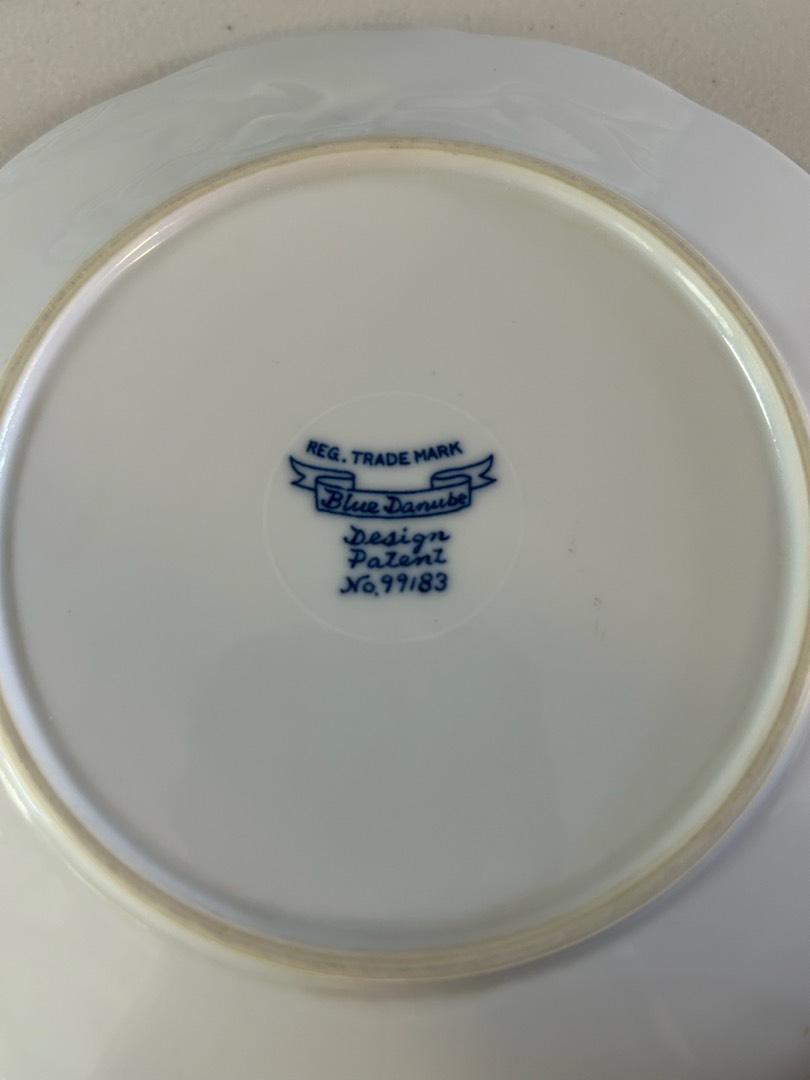 REG. TRADE MARK
Blue Danube
Design
Patent
No. 99183